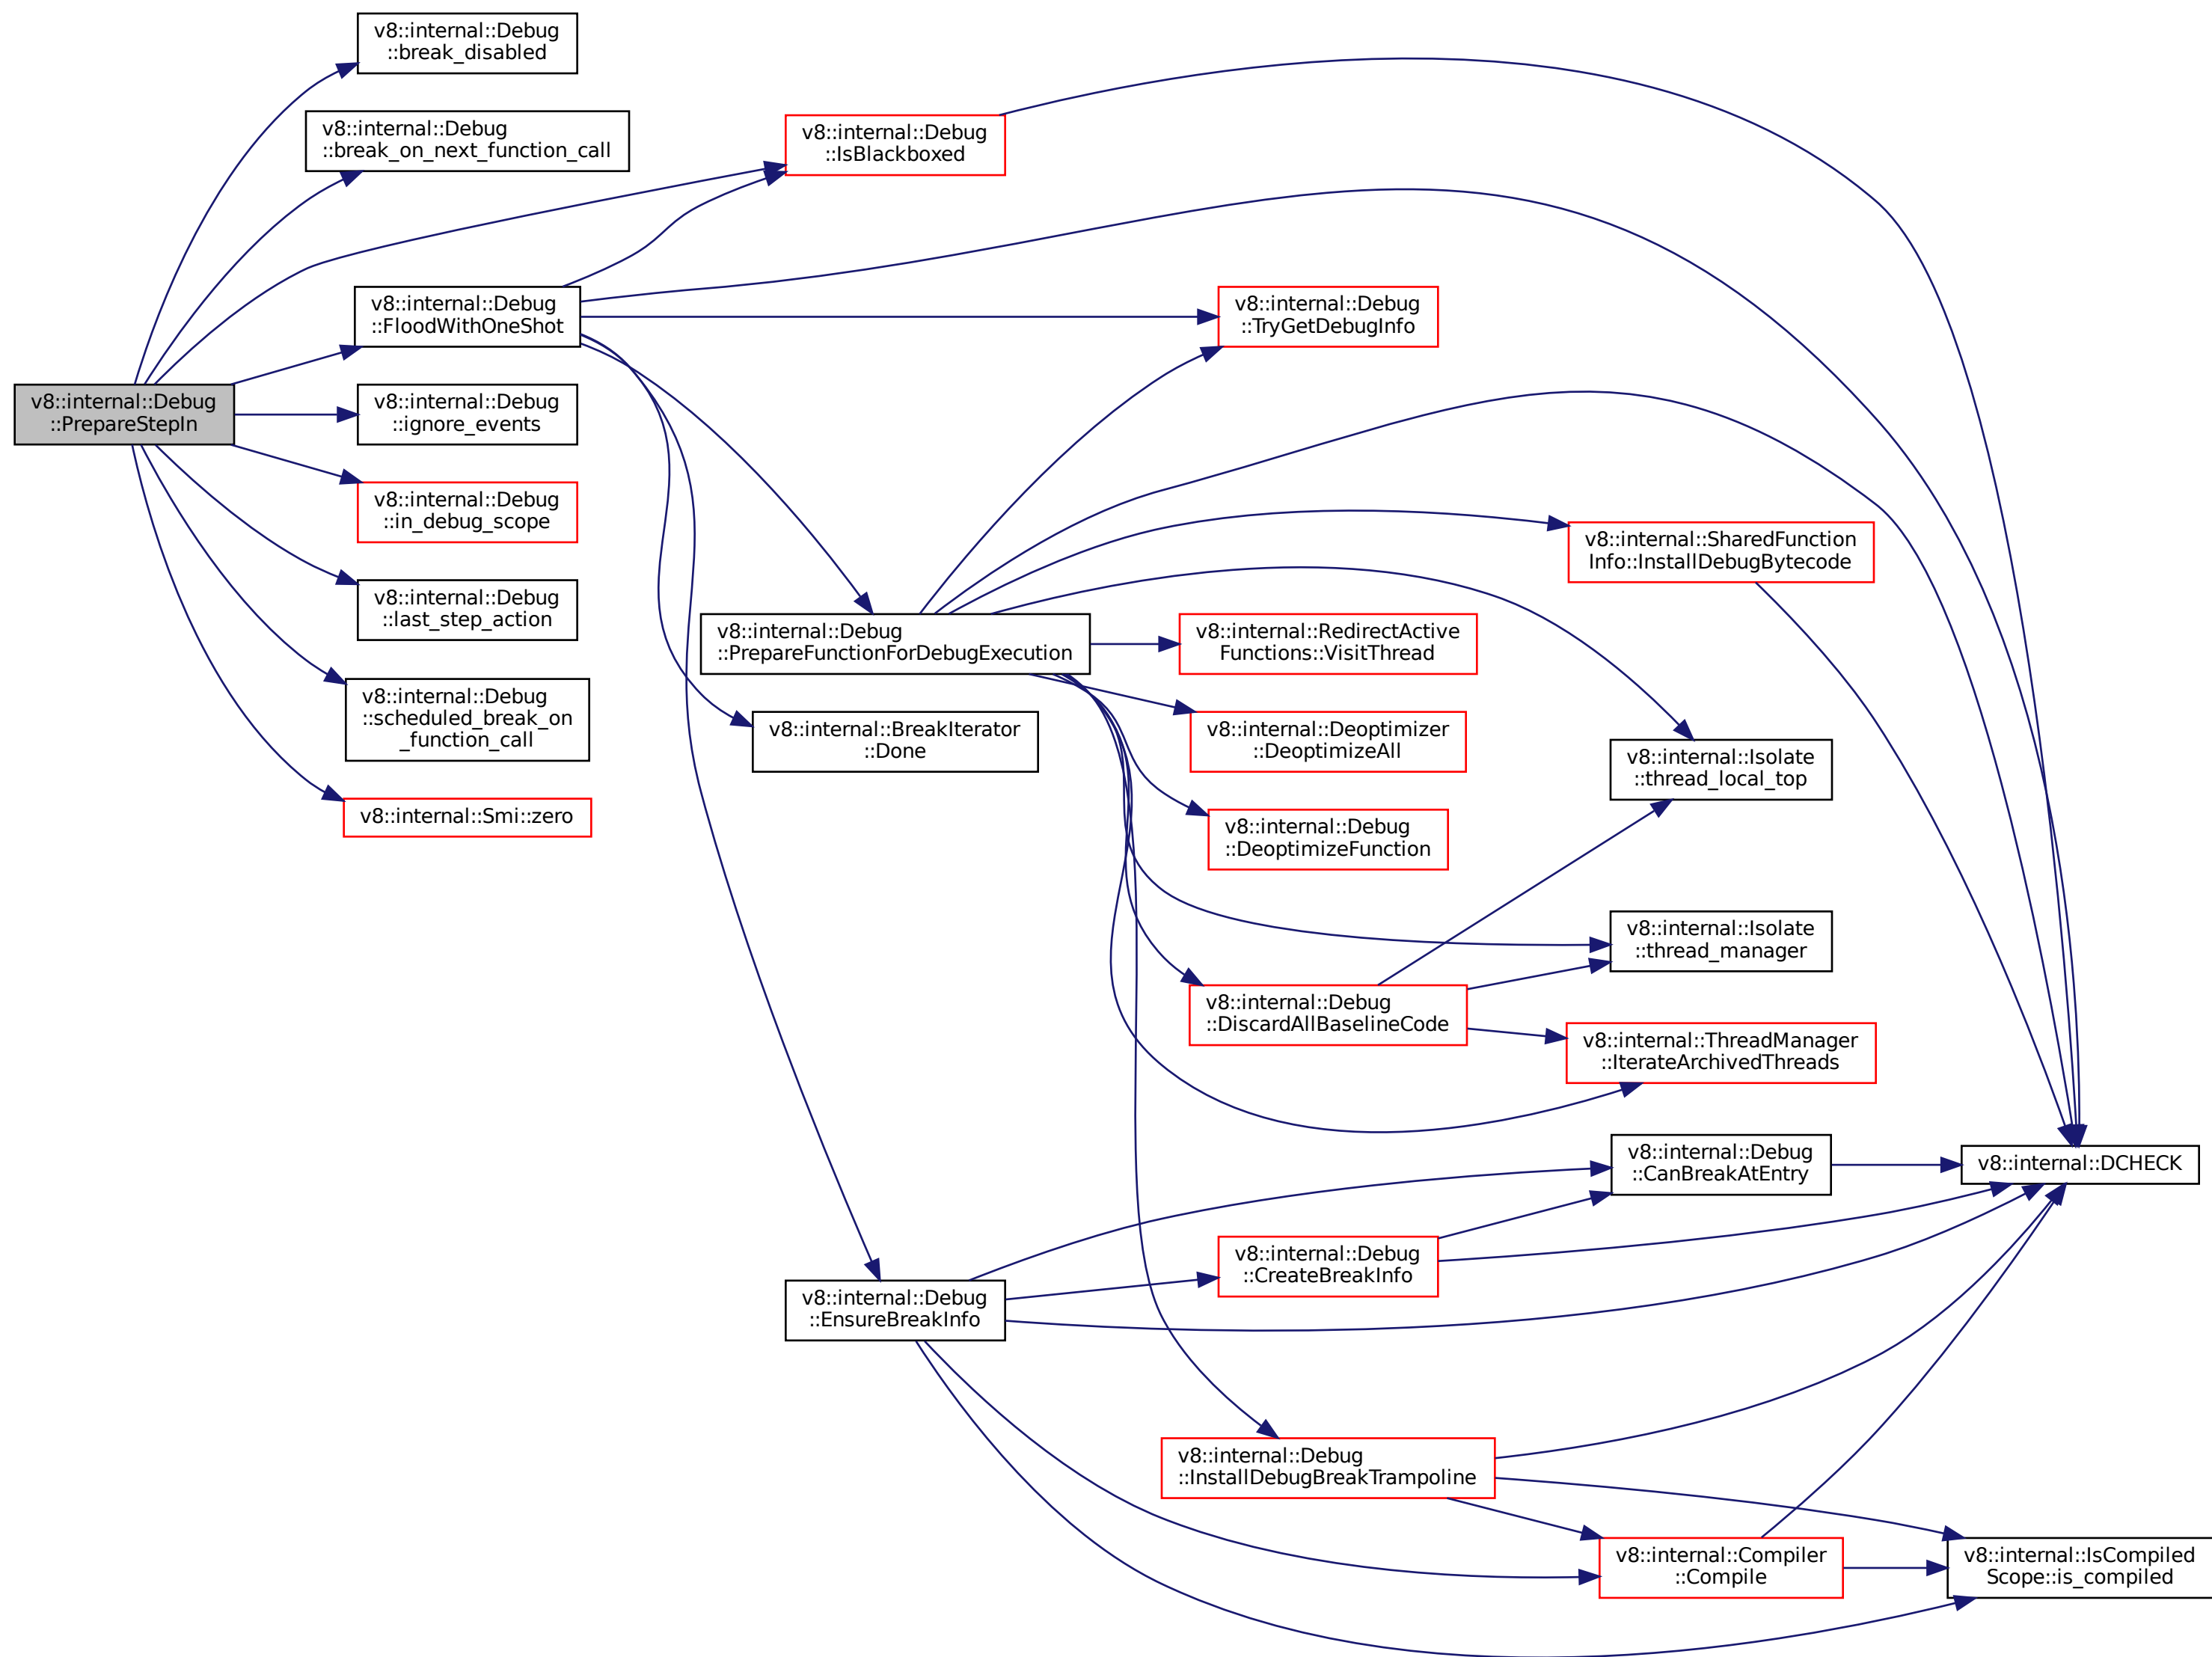 v8::internal::Debug
::break_disabled
v8::internal::Debug
::break_on_next_function_call
v8::internal::Debug
::IsBlackboxed
v8::internal::Debug
::FloodWithOneShot
v8::internal::Debug
::TryGetDebugInfo
v8::internal::Debug
::PrepareStepIn
v8::internal::Debug
::ignore_events
v8::internal::Debug
::in_debug_scope
v8::internal::SharedFunction
Info::InstallDebugBytecode
v8::internal::Debug
::last_step_action
v8::internal::Debug
::PrepareFunctionForDebugExecution
v8::internal::RedirectActive
Functions::VisitThread
v8::internal::Debug
::scheduled_break_on
_function_call
v8::internal::BreakIterator
::Done
v8::internal::Deoptimizer
::DeoptimizeAll
v8::internal::Isolate
::thread_local_top
v8::internal::Smi::zero
v8::internal::Debug
::DeoptimizeFunction
v8::internal::Isolate
::thread_manager
v8::internal::Debug
::DiscardAllBaselineCode
v8::internal::ThreadManager
::IterateArchivedThreads
v8::internal::Debug
::CanBreakAtEntry
v8::internal::DCHECK
v8::internal::Debug
::CreateBreakInfo
v8::internal::Debug
::EnsureBreakInfo
v8::internal::Debug
::InstallDebugBreakTrampoline
v8::internal::Compiler
::Compile
v8::internal::IsCompiled
Scope::is_compiled